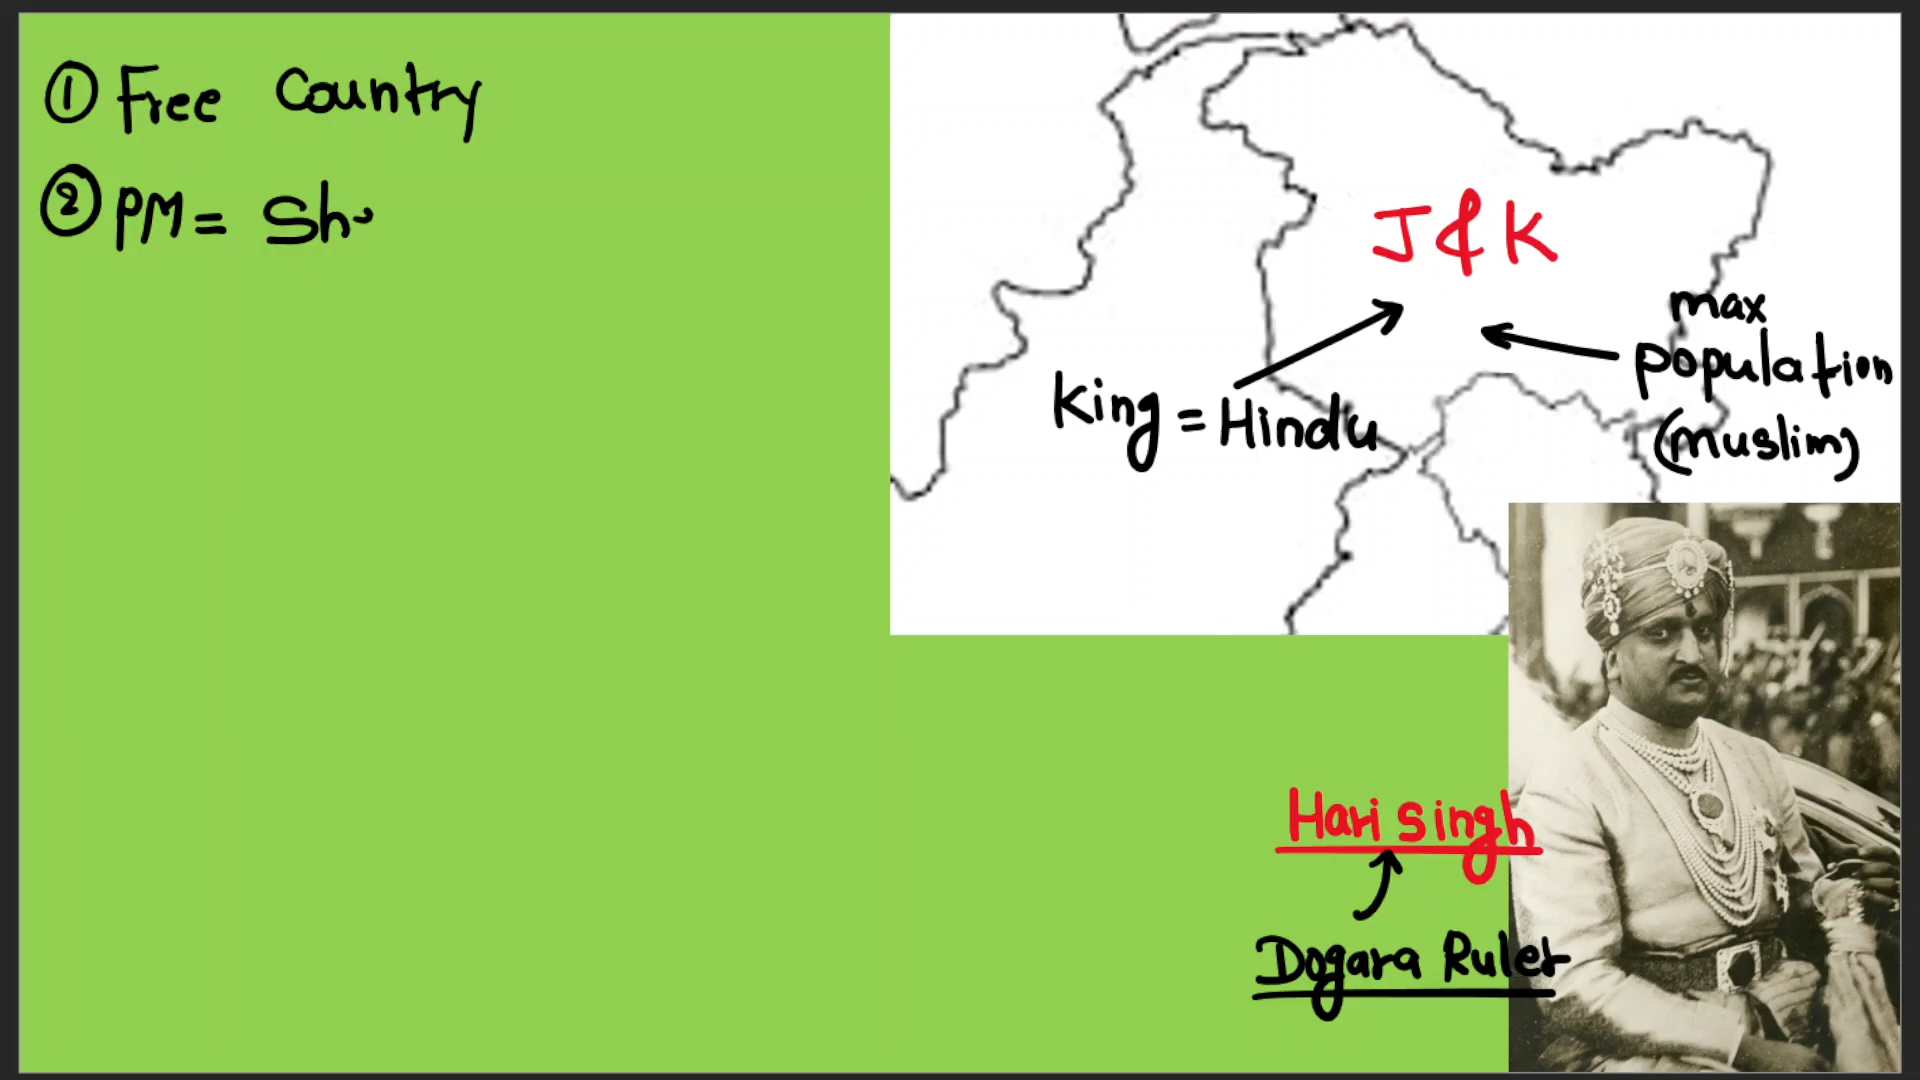 ① Free Country
② PM = Sh
J & K
max
population
(muslim)
King = Hindu
Hari singh
Dogara Ruler